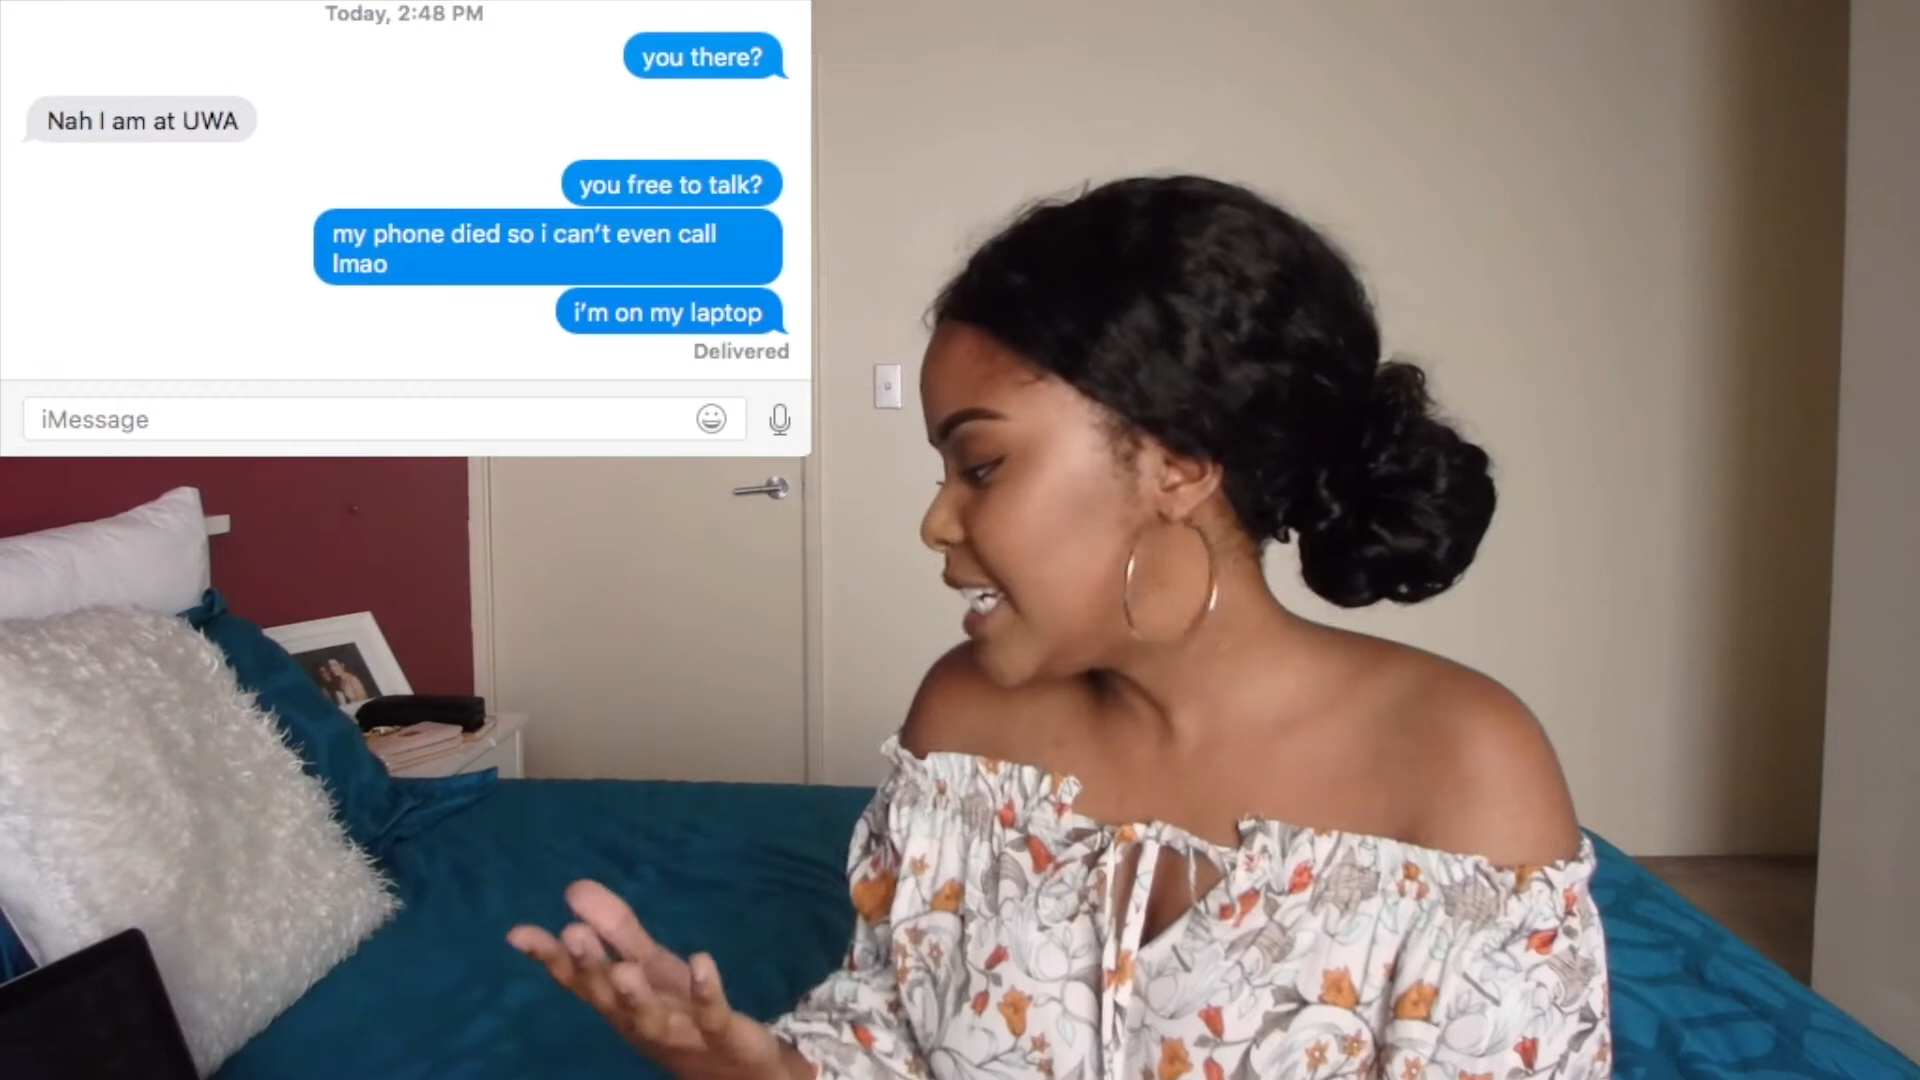 Today, 2:48 PM
you there?
Nah I am at UWA
you free to talk?
my phone died so i can’t even call
lmao
i’m on my laptop
Delivered
iMessage